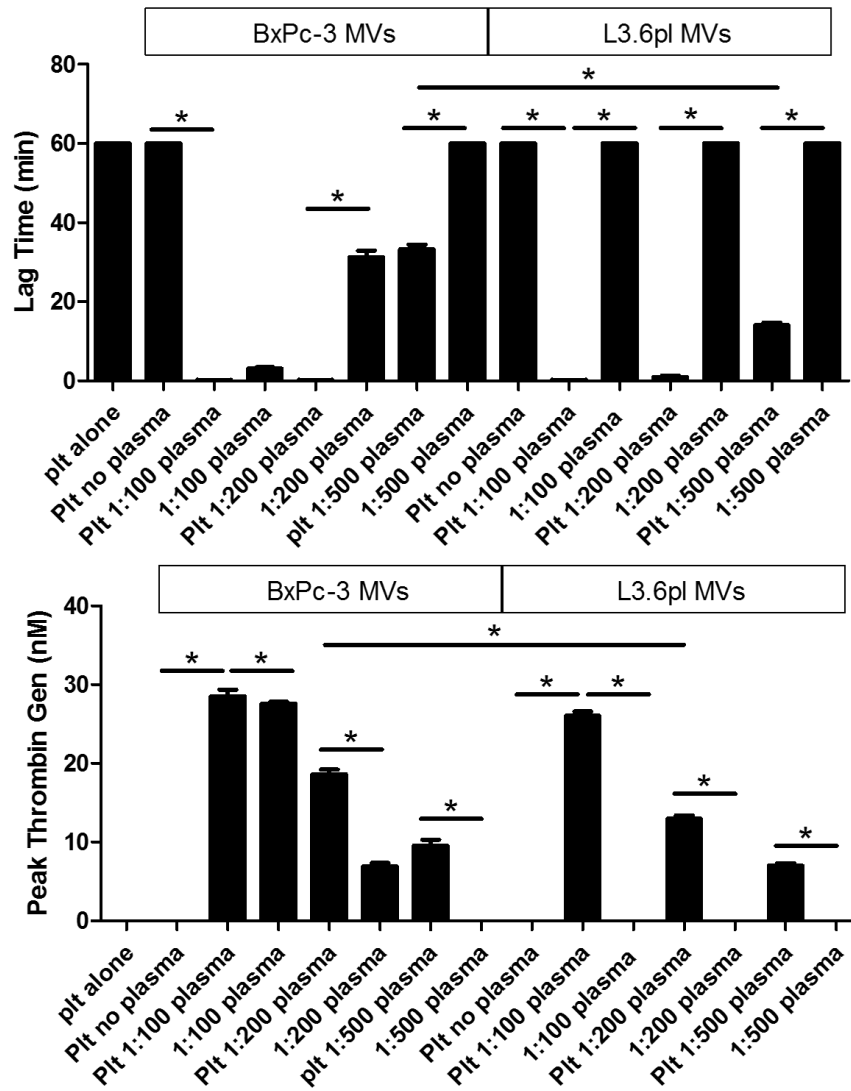 BxPc-3 MVs L3.6pl MVs
Lag Time (min)
80
60
40
20
0
* * * * * * *
plt alone
Plt no plasma
Plt 1:100 plasma
1:100 plasma
Plt 1:200 plasma
1:200 plasma
plt 1:500 plasma
1:500 plasma
Plt no plasma
Plt 1:100 plasma
1:100 plasma
Plt 1:200 plasma
1:200 plasma
Plt 1:500 plasma
1:500 plasma
BxPc-3 MVs L3.6pl MVs
Peak Thrombin Gen (nM)
40
30
20
10
0
* * * * * * * * *
plt alone
Plt no plasma
Plt 1:100 plasma
1:100 plasma
Plt 1:200 plasma
1:200 plasma
plt 1:500 plasma
1:500 plasma
Plt no plasma
Plt 1:100 plasma
1:100 plasma
Plt 1:200 plasma
1:200 plasma
Plt 1:500 plasma
1:500 plasma